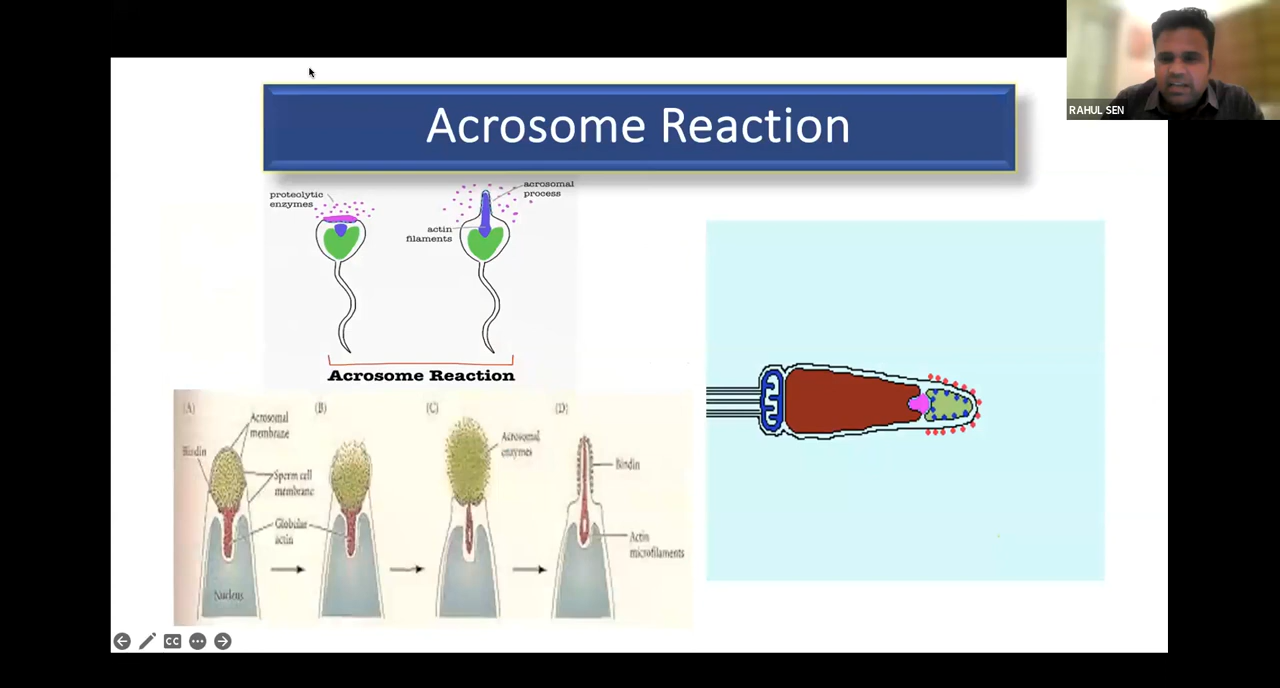 RAHUL SEN
Acrosome Reaction
proteolytic
enzymes
acrosomal
process
actin
filaments
Acrosome Reaction
(A)
(B)
(C)
(D)
Acrosomal
membrane
Bindin
Sperm cell
membrane
Globular
actin
Nucleus
Acrosomal
enzymes
Bindin
Actin
microfilaments
CC